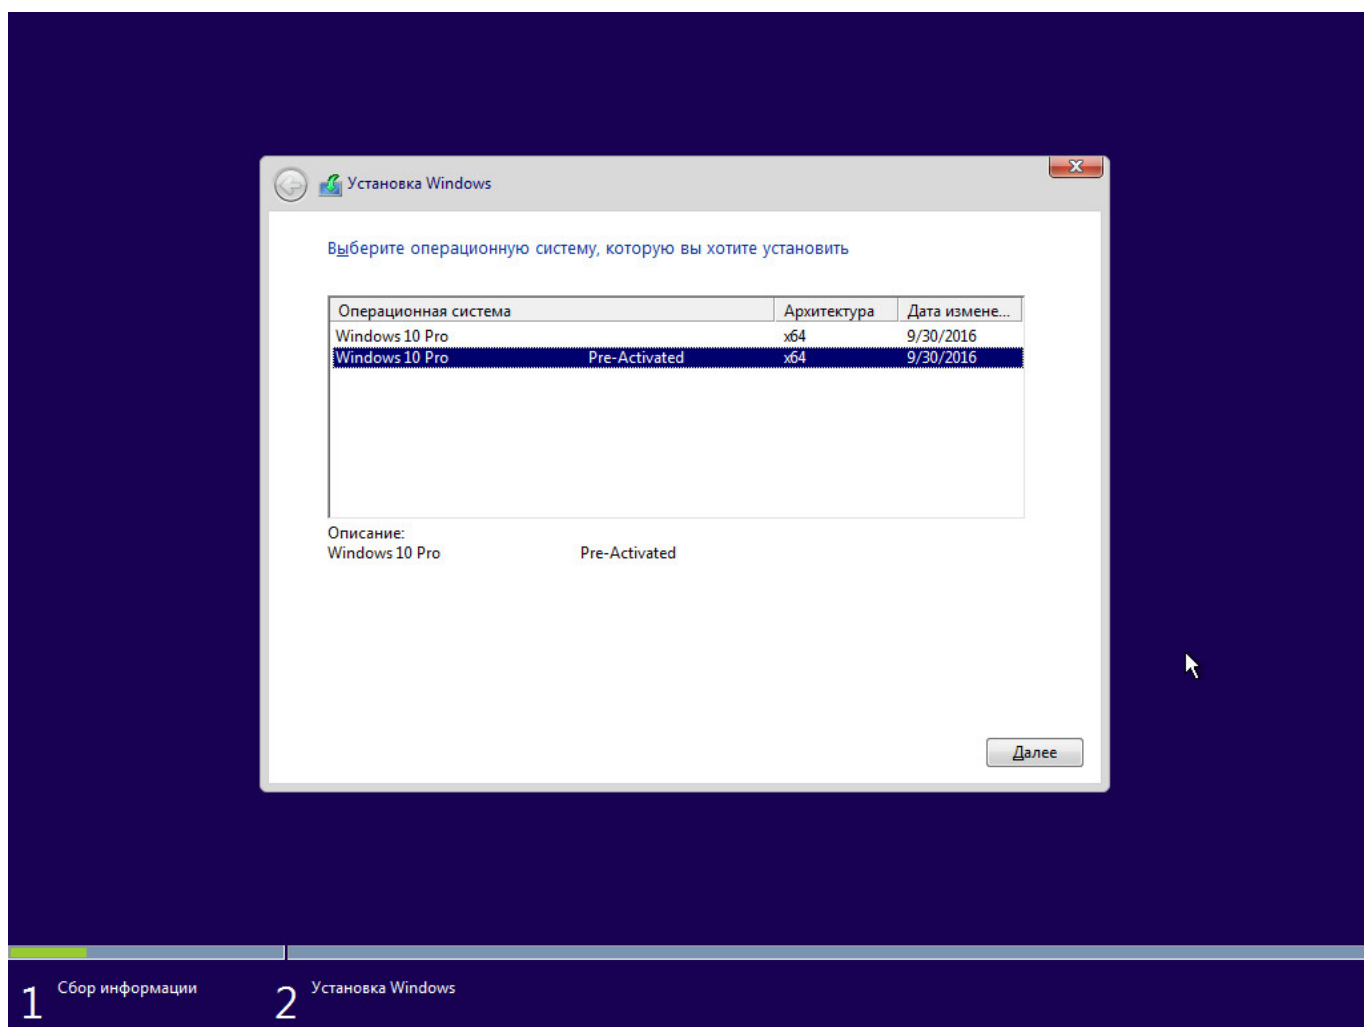 Установка Windows
Выберите операционную систему, которую вы хотите установить
Операционная система Архитектура Дата измене...
Windows 10 Pro x64 9/30/2016
Windows 10 Pro Pre-Activated x64 9/30/2016
Описание:
Windows 10 Pro Pre-Activated
Далее
1 Сбор информации 2 Установка Windows